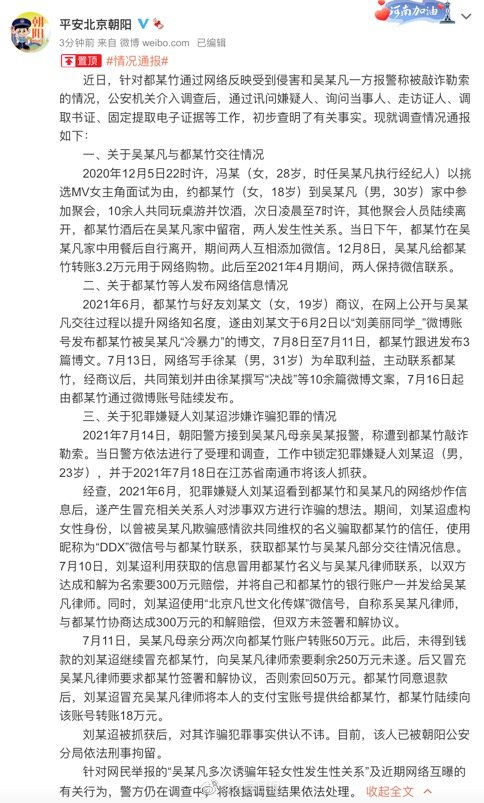 朝阳
河南加油
平安北京朝阳
3分钟前 来自 微博 weibo.com 已编辑
置顶 #情况通报#
近日，针对都某竹通过网络反映受到侵害和吴某凡一方报警称被敲诈勒索
的情况，公安机关介入调查后，通过讯问嫌疑人、询问当事人、走访证人、调
取书证、固定提取电子证据等工作，初步查明了有关事实。现就调查情况通报
如下：
一、关于吴某凡与都某竹交往情况
2020年12月5日22时许，冯某（女，28岁，时任吴某凡执行经纪人）以挑
选MV女主角面试为由，约都某竹（女，18岁）到吴某凡（男，30岁）家中参
加聚会，10余人共同玩桌游并饮酒，次日凌晨至7时许，其他聚会人员陆续离
开，都某竹酒后在吴某凡家中留宿，两人发生性关系。当日下午，都某竹在吴
某凡家中用餐后自行离开，期间两人互相添加微信。12月8日，吴某凡给都某
竹转账3.2万元用于网络购物。此后至2021年4月期间，两人保持微信联系。
二、关于都某竹等人发布网络信息情况
2021年6月，都某竹与好友刘某文（女，19岁）商议，在网上公开与吴某
凡交往过程以提升网络知名度，遂由刘某文于6月2日以“刘美丽同学_”微博账
号发布都某竹被吴某凡“冷暴力”的博文，7月8日至7月11日，都某竹跟进发布3
篇博文。7月13日，网络写手徐某（男，31岁）为牟取利益，主动联系都某
竹，经商议后，共同策划并由徐某撰写“决战”等10余篇微博文案，7月16日起
由都某竹通过微博账号陆续发布。
三、关于犯罪嫌疑人刘某迢涉嫌诈骗犯罪的情况
2021年7月14日，朝阳警方接到吴某凡母亲吴某报警，称遭到都某竹敲诈
勒索。当日警方依法进行了受理和调查，工作中锁定犯罪嫌疑人刘某迢（男，
23岁），并于2021年7月18日在江苏省南通市将该人抓获。
经查，2021年6月，犯罪嫌疑人刘某迢看到都某竹和吴某凡的网络炒作信
息后，遂产生冒充相关关系人对涉事双方进行诈骗的想法。期间，刘某迢虚构
女性身份，以曾被吴某凡欺骗感情欲共同维权的名义骗取都某竹的信任，使用
昵称为“DDX”微信号与都某竹联系，获取都某竹与吴某凡部分交往情况信息。
7月10日，刘某迢利用获取的信息冒用都某竹名义与吴某凡律师联系，以双方
达成和解为名索要300万元赔偿，并将自己和都某竹的银行账户一并发给吴某
凡律师。同时，刘某迢使用“北京凡世文化传媒”微信号，自称系吴某凡律师，
与都某竹协商达成300万元的和解赔偿，但双方未签署和解协议。
7月11日，吴某凡母亲分两次向都某竹账户转账50万元。此后，未得到钱
款的刘某迢继续冒充都某竹，向吴某凡律师索要剩余250万元未遂。后又冒充
吴某凡律师要求都某竹签署和解协议，否则索回50万元。都某竹同意退款
后，刘某迢冒充吴某凡律师将本人的支付宝账号提供给都某竹，都某竹陆续向
该账号转账18万元。
刘某迢被抓获后，对其诈骗犯罪事实供认不讳。目前，该人已被朝阳公安
分局依法刑事拘留。
针对网民举报的“吴某凡多次诱骗年轻女性发生性关系”及近期网络互曝的
有关行为，警方仍在调查中，将根据调查结果依法处理。 收起全文